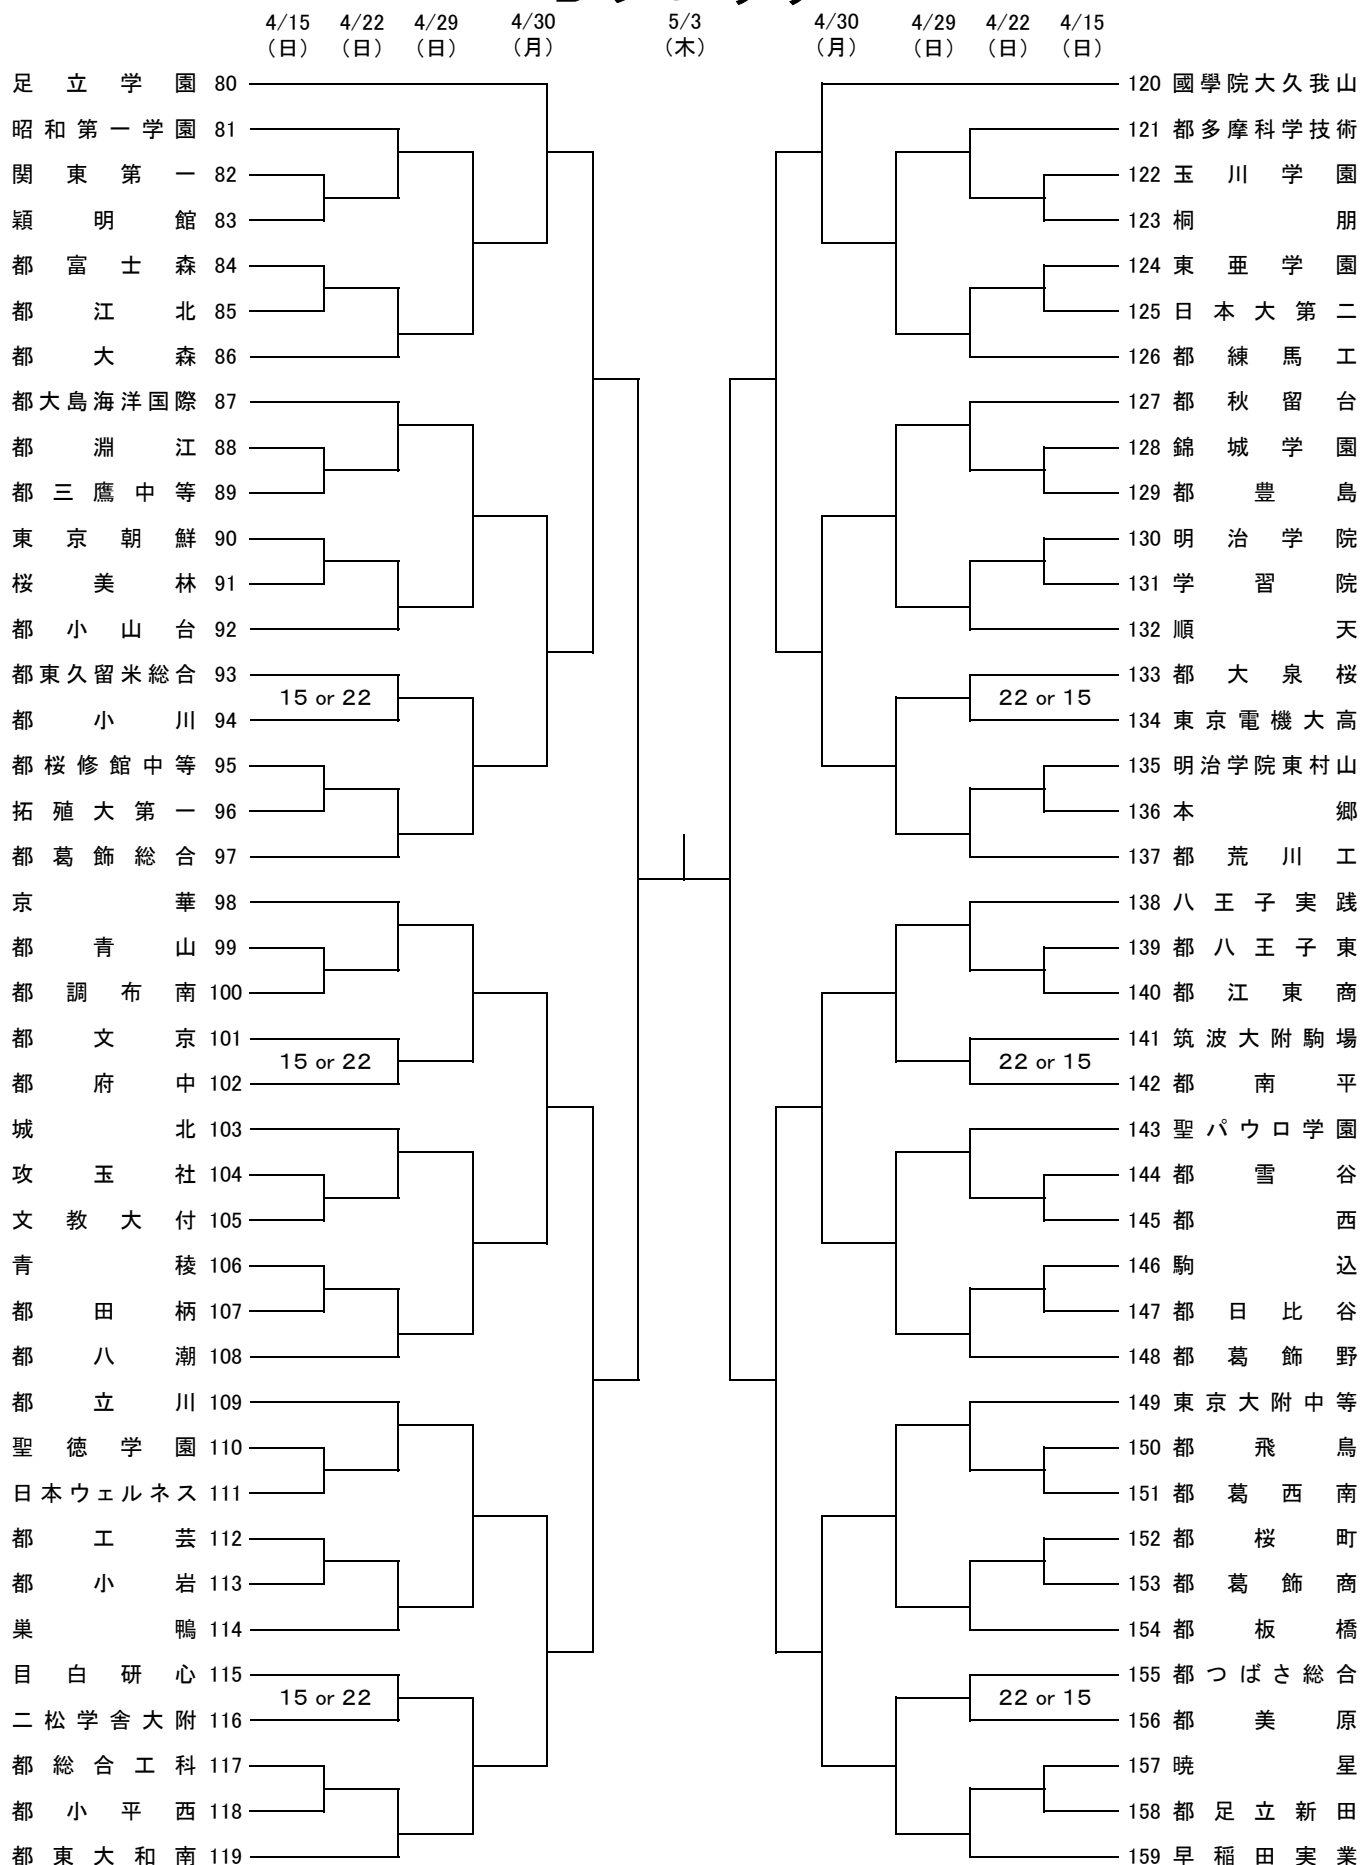 4/15 4/22 4/29 4/30 5/3 4/30 4/29 4/22 4/15
(日) (日) (日) (月) (木) (月) (日) (日) (日)
足立学園 80 120 國學院大久我山
昭和第一学園 81 121 都多摩科学技術
関東第一 82 122 玉川学園
穎明館 83 123 桐朋
都富士森 84 124 東亜学園
都江北 85 125 日本大第二
都大森 86 126 都練馬工
都大島海洋国際 87 127 都秋留台
都淵江 88 128 錦城学園
都三鷹中等 89 129 都豊島
東京朝鮮 90 130 明治学院
桜美林 91 131 学習院
都小山台 92 132 順天
都東久留米総合 93 133 都大泉桜
15 or 22 22 or 15
都小川 94 134 東京電機大高
都桜修館中等 95 135 明治学院東村山
拓殖大第一 96 136 本郷
都葛飾総合 97 137 都荒川工
京華 98 138 八王子実践
都青山 99 139 都八王子東
都調布南 100 140 都江東商
都文京 101 141 筑波大附駒場
15 or 22 22 or 15
都府中 102 142 都南平
城北 103 143 聖パウロ学園
攻玉社 104 144 都雪谷
文教大付 105 145 都西
青稜 106 146 駒込
都田柄 107 147 都日比谷
都八潮 108 148 都葛飾野
都立川 109 149 東京大附中等
聖徳学園 110 150 都飛鳥
日本ウェルネス 111 151 都葛西南
都工芸 112 152 都桜町
都小岩 113 153 都葛飾商
巣鴨 114 154 都板橋
目白研心 115 155 都つばさ総合
15 or 22 22 or 15
二松学舎大附 116 156 都美原
都総合工科 117 157 暁星
都小平西 118 158 都足立新田
都東大和南 119 159 早稲田実業